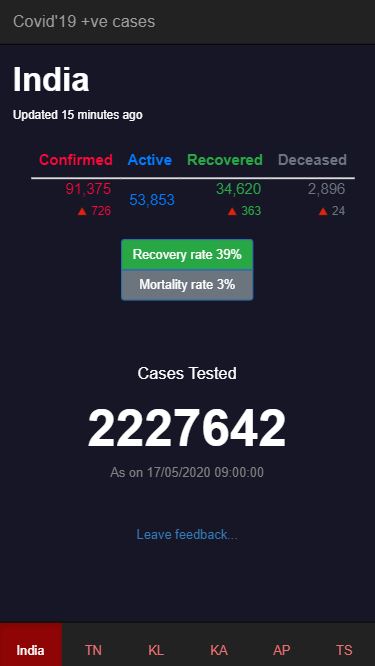 Covid'19 +ve cases
India
Updated 15 minutes ago
Confirmed Active Recovered Deceased
91,375 53,853 34,620 2,896
▲ 726 ▲ 363 ▲ 24
Recovery rate 39%
Mortality rate 3%
Cases Tested
2227642
As on 17/05/2020 09:00:00
Leave feedback...
India TN KL KA AP TS